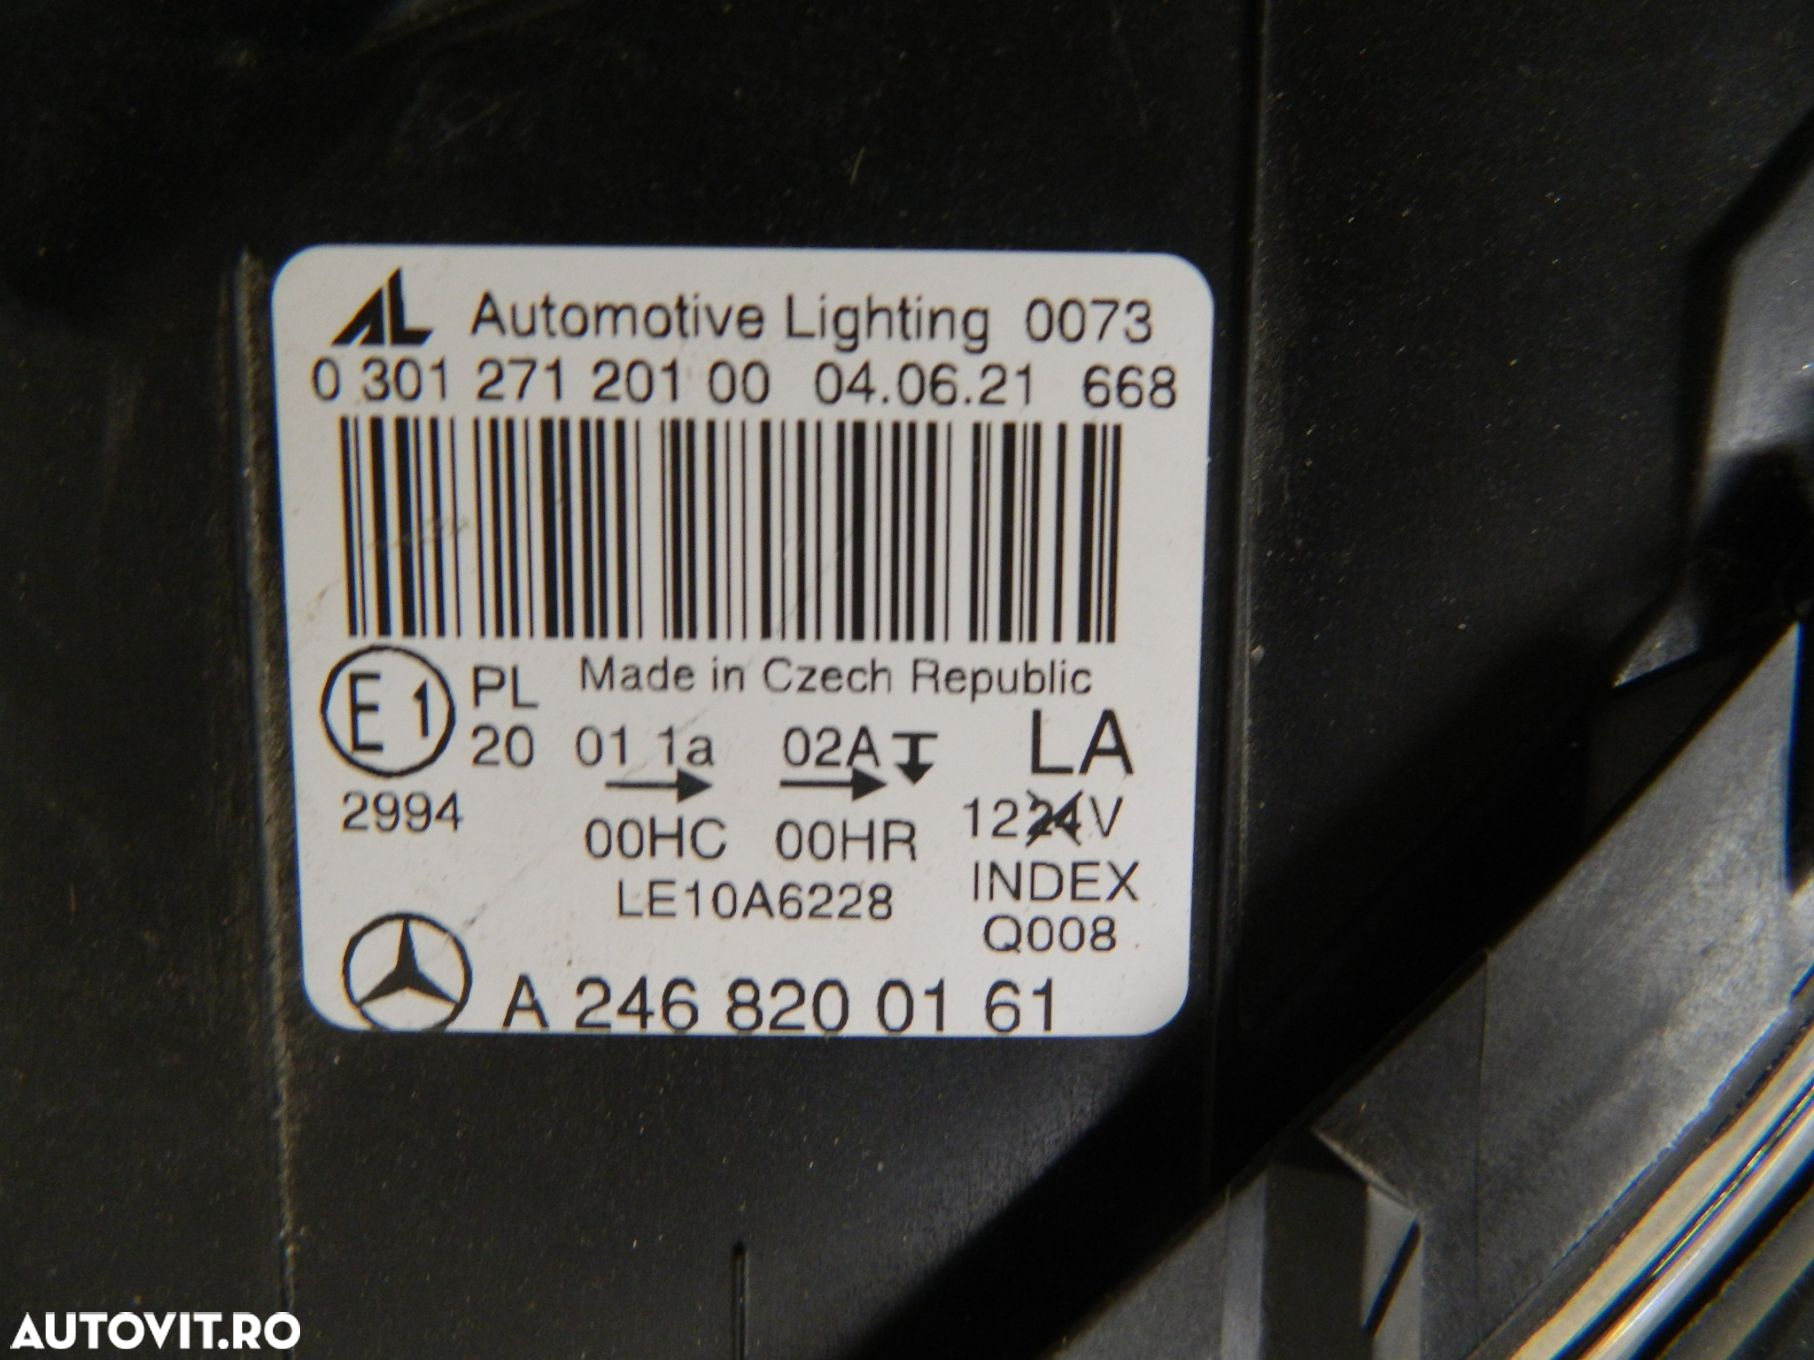 AL Automotive Lighting 0073
0 301 271 201 00 04.06.21 668
E1 PL Made in Czech Republic
20 01 1a 02A LA
2994 00HC 00HR 1224V
LE10A6228 INDEX
Q008
A 246 820 01 61
AUTOVIT.RO